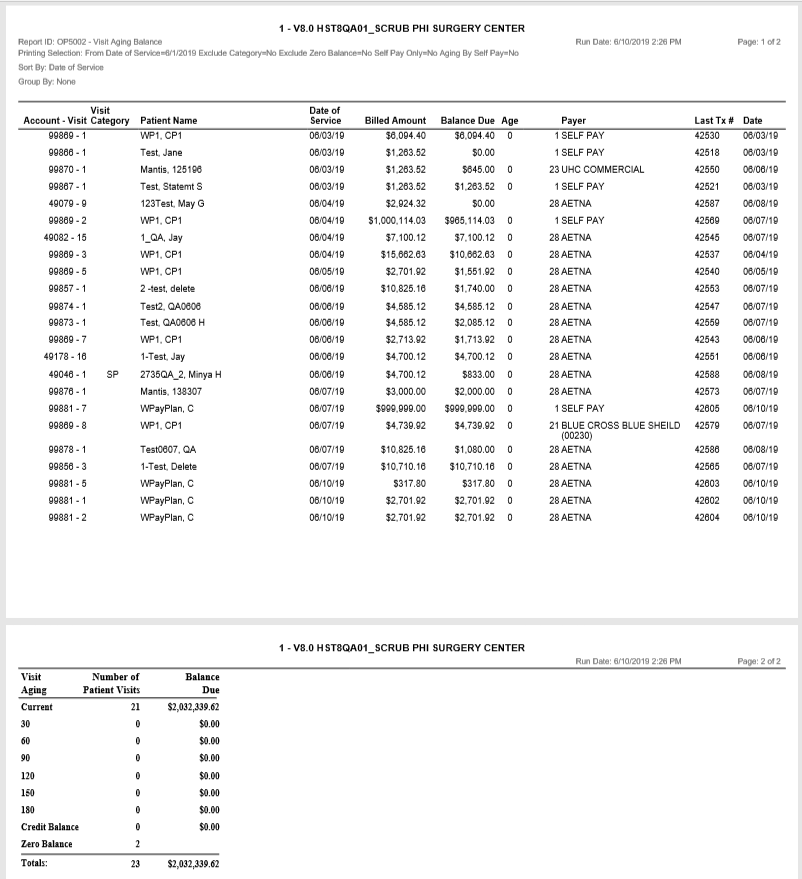 1 - V8.0 HST8QA01_SCRUB PHI SURGERY CENTER
Report ID: OP5002 - Visit Aging Balance Run Date: 6/10/2019 2:26 PM Page: 1 of 2
Printing Selection: From Date of Service=6/1/2019 Exclude Category=No Exclude Zero Balance=No Self Pay Only=No Aging By Self Pay=No
Sort By: Date of Service
Group By: None
Visit Date of
Account - Visit Category Patient Name Service Billed Amount Balance Due Age Payer Last Tx # Date
99869 - 1 WP1, CP1 06/03/19 $6,094.40 $6,094.40 0 1 SELF PAY 42530 06/03/19
99866 - 1 Test, Jane 06/03/19 $1,263.52 $0.00 1 SELF PAY 42518 06/03/19
99870 - 1 Mantis, 125196 06/03/19 $1,263.52 $645.00 0 23 UHC COMMERCIAL 42550 06/06/19
99867 - 1 Test, Statemt S 06/03/19 $1,263.52 $1,263.52 0 1 SELF PAY 42521 06/03/19
49079 - 9 123Test, May G 06/04/19 $2,924.32 $0.00 28 AETNA 42587 06/08/19
99869 - 2 WP1, CP1 06/04/19 $1,000,114.03 $965,114.03 0 1 SELF PAY 42569 06/07/19
49082 - 15 1_QA, Jay 06/04/19 $7,100.12 $7,100.12 0 28 AETNA 42545 06/07/19
99869 - 3 WP1, CP1 06/04/19 $15,662.63 $10,662.63 0 28 AETNA 42537 06/04/19
99869 - 5 WP1, CP1 06/05/19 $2,701.92 $1,551.92 0 28 AETNA 42540 06/05/19
99857 - 1 2 -test, delete 06/06/19 $10,825.16 $1,740.00 0 28 AETNA 42553 06/07/19
99874 - 1 Test2, QA0606 06/06/19 $4,585.12 $4,585.12 0 28 AETNA 42547 06/07/19
99873 - 1 Test, QA0606 H 06/06/19 $4,585.12 $2,085.12 0 28 AETNA 42559 06/07/19
99869 - 7 WP1, CP1 06/06/19 $2,713.92 $1,713.92 0 28 AETNA 42543 06/06/19
49178 - 16 1-Test, Jay 06/06/19 $4,700.12 $4,700.12 0 28 AETNA 42551 06/06/19
49046 - 1 SP 2735QA_2, Minya H 06/06/19 $4,700.12 $833.00 0 28 AETNA 42588 06/08/19
99876 - 1 Mantis, 138307 06/07/19 $3,000.00 $2,000.00 0 28 AETNA 42573 06/07/19
99881 - 7 WPayPlan, C 06/07/19 $999,999.00 $999,999.00 0 1 SELF PAY 42605 06/10/19
99869 - 8 WP1, CP1 06/07/19 $4,739.92 $4,739.92 0 21 BLUE CROSS BLUE SHEILD 42579 06/07/19
(00230)
99878 - 1 Test0607, QA 06/07/19 $10,825.16 $1,080.00 0 28 AETNA 42586 06/08/19
99856 - 3 1-Test, Delete 06/07/19 $10,710.16 $10,710.16 0 28 AETNA 42565 06/07/19
99881 - 5 WPayPlan, C 06/10/19 $317.80 $317.80 0 28 AETNA 42603 06/10/19
99881 - 1 WPayPlan, C 06/10/19 $2,701.92 $2,701.92 0 28 AETNA 42602 06/10/19
99881 - 2 WPayPlan, C 06/10/19 $2,701.92 $2,701.92 0 28 AETNA 42604 06/10/19
1 - V8.0 HST8QA01_SCRUB PHI SURGERY CENTER
Run Date: 6/10/2019 2:26 PM Page: 2 of 2
Visit Number of Balance
Aging Patient Visits Due
Current 21 $2,032,339.62
30 0 $0.00
60 0 $0.00
90 0 $0.00
120 0 $0.00
150 0 $0.00
180 0 $0.00
Credit Balance 0 $0.00
Zero Balance 2
Totals: 23 $2,032,339.62